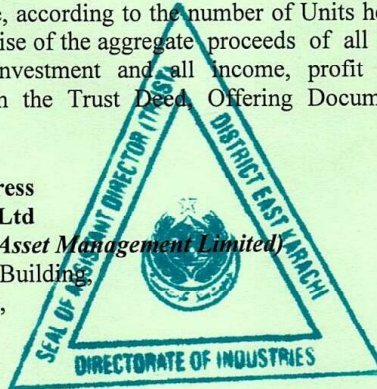 e, according to the number of Units he
ise of the aggregate proceeds of all
nvestment and all income, profit
n the Trust Deed, Offering Docum
ress
Ltd
Asset Management Limited)
Building,
,
SEAL OF ASSISTANT DIRECTOR (TRUST)
DISTRICT EAST KARACHI
DIRECTORATE OF INDUSTRIES